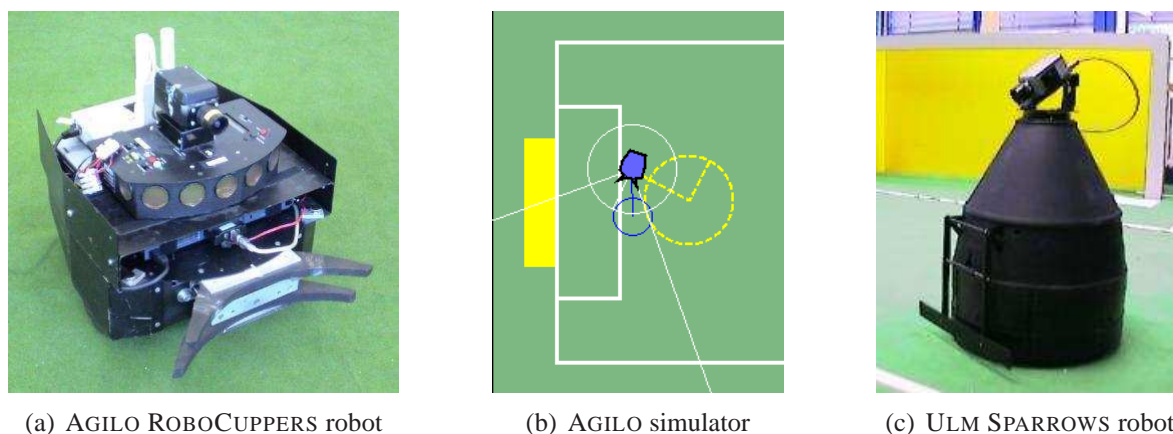 (a) AGILO ROBOCUPPERS robot
(b) AGILO simulator
(c) ULM SPARROWS robot